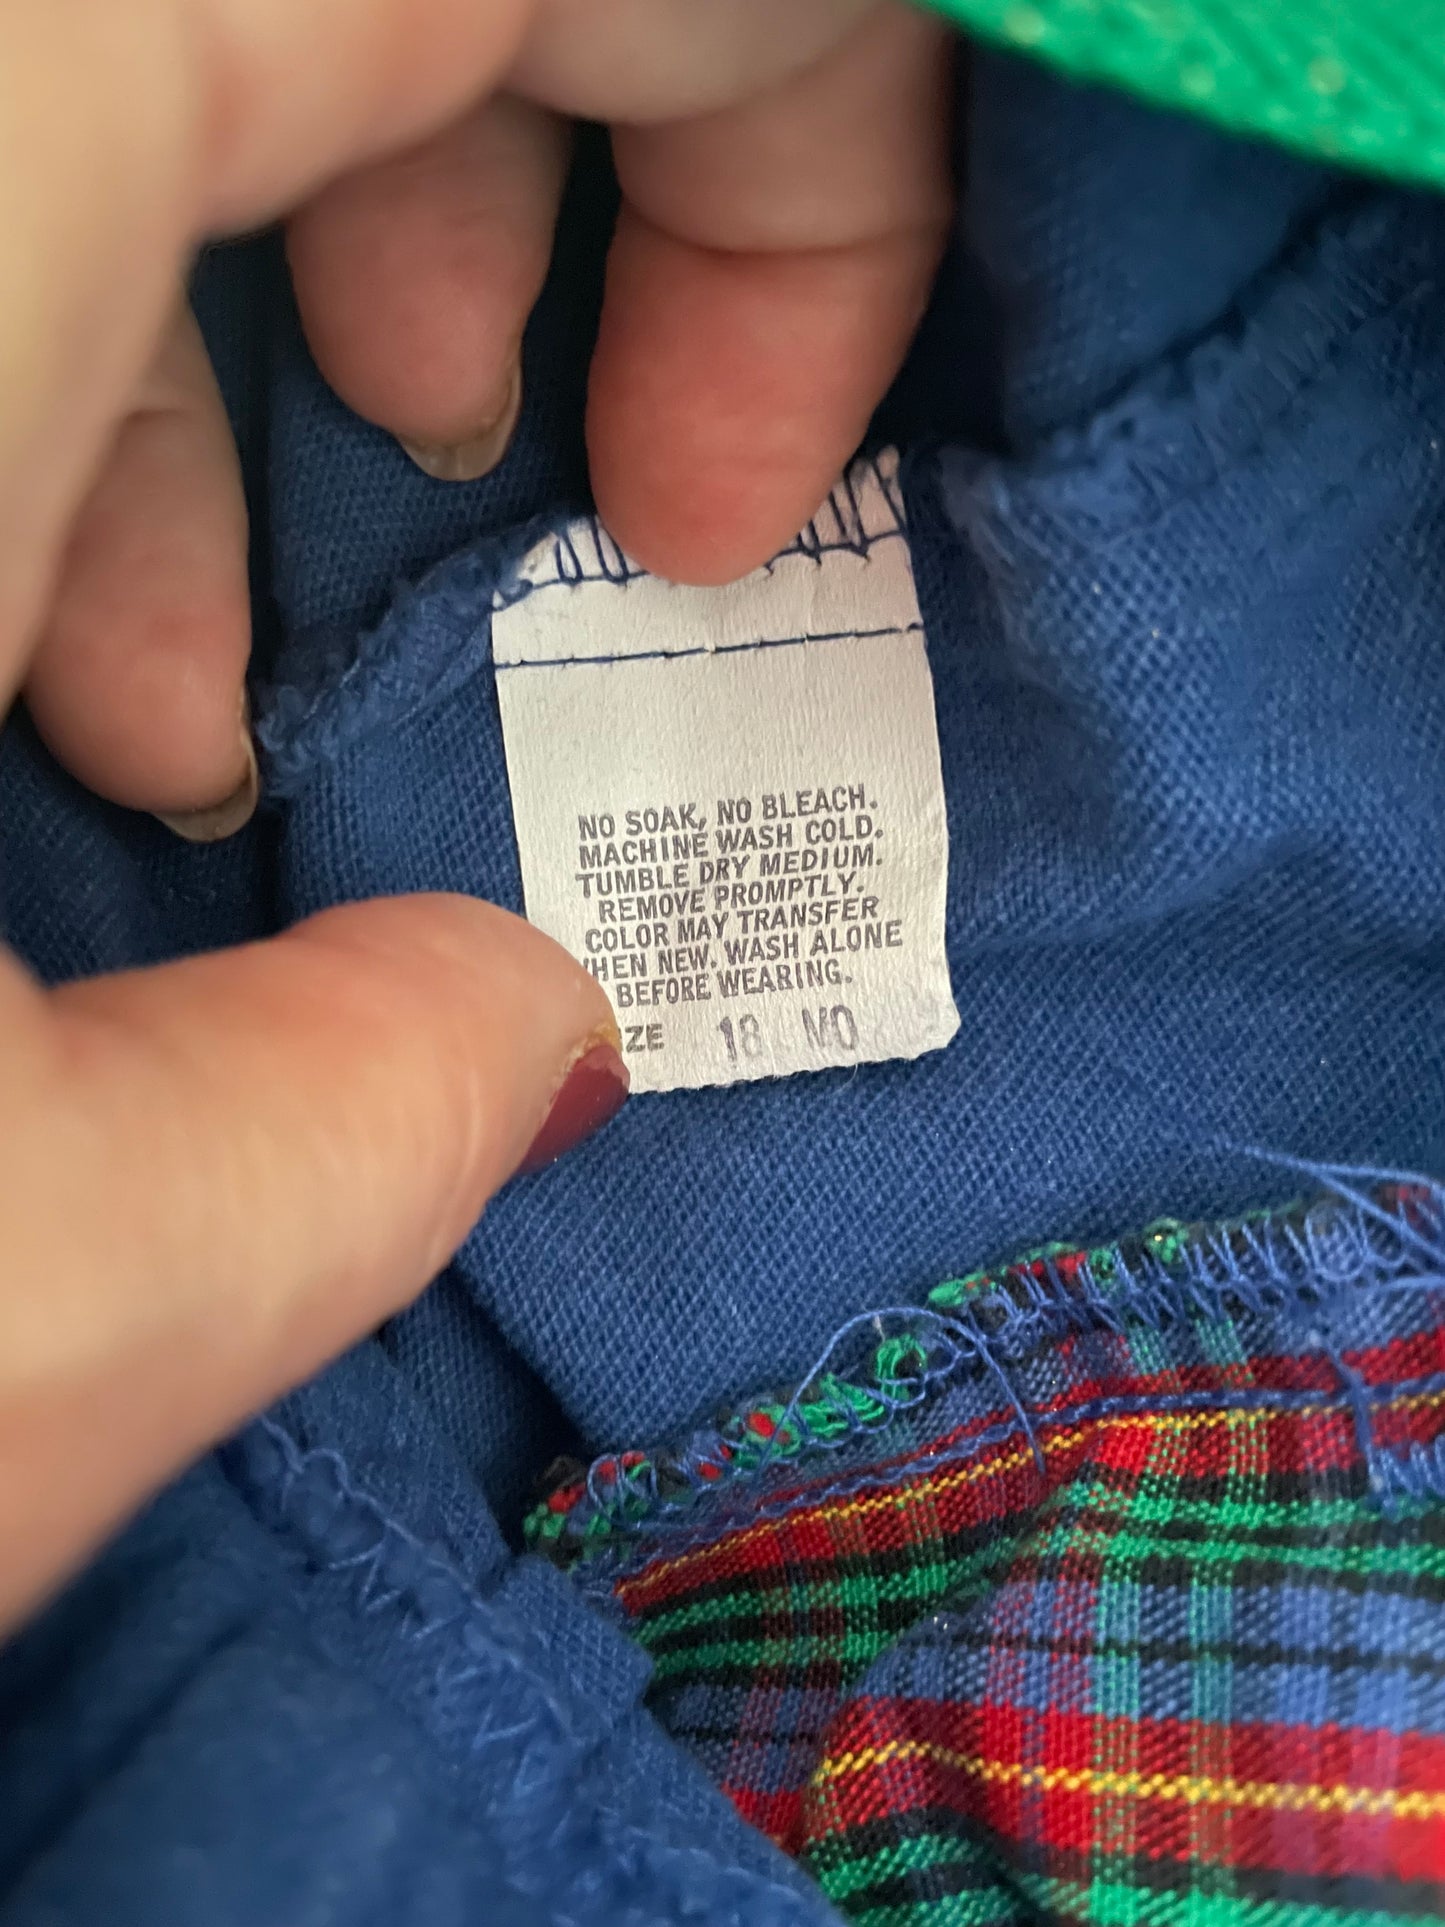 NO SOAK, NO BLEACH.
MACHINE WASH COLD.
TUMBLE DRY MEDIUM.
REMOVE PROMPTLY.
COLOR MAY TRANSFER
WHEN NEW. WASH ALONE
BEFORE WEARING.
ZE 18 MO